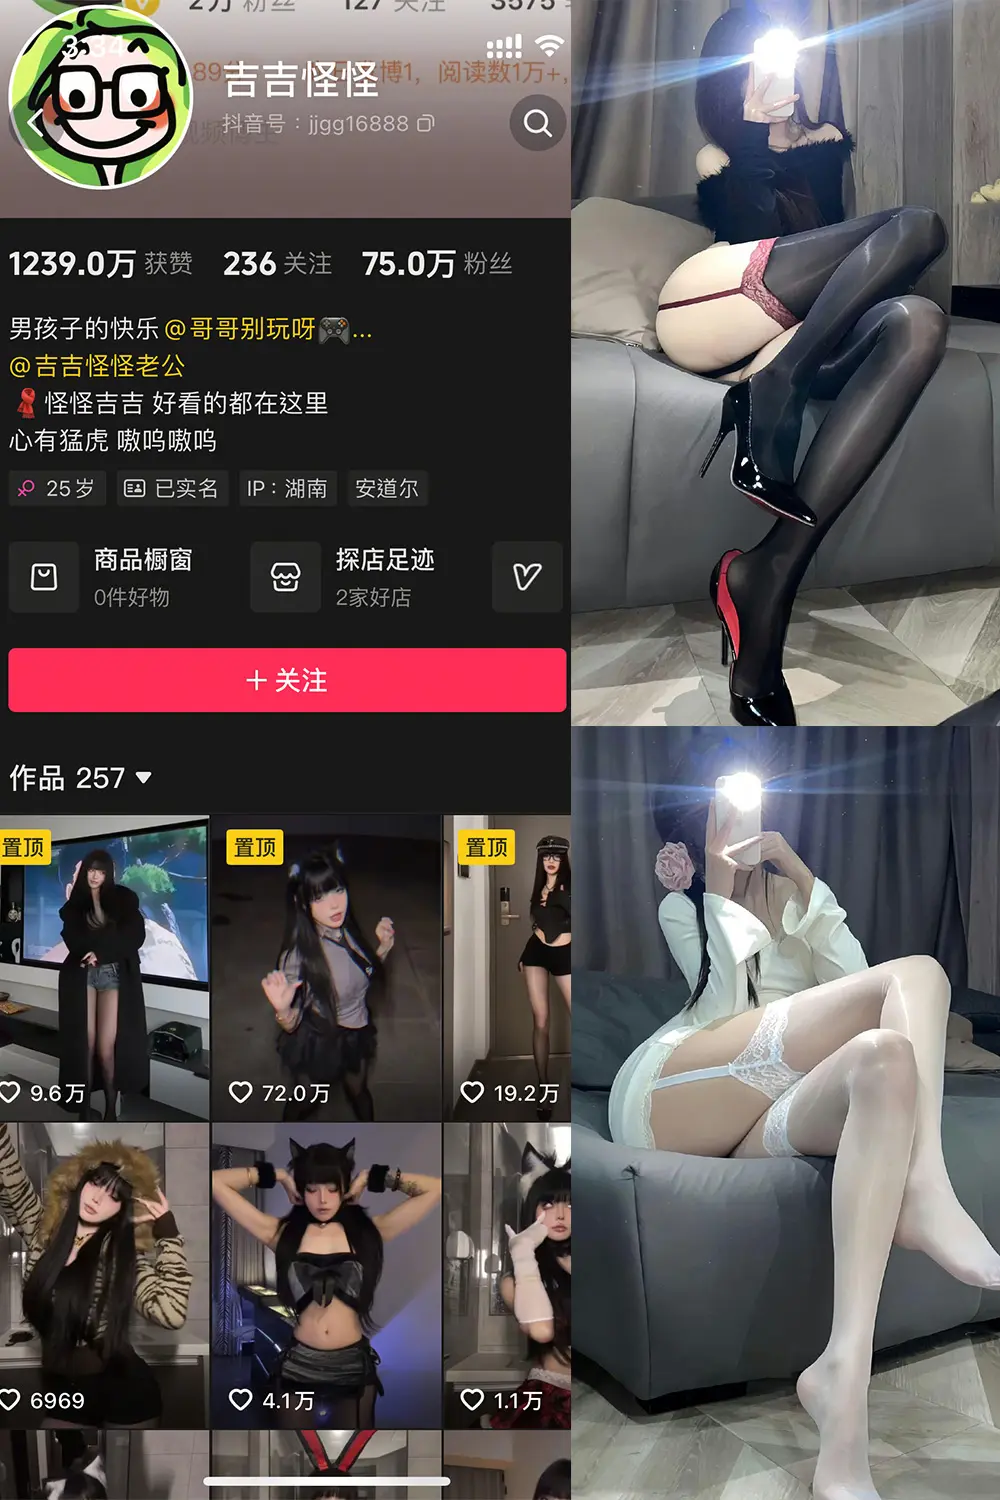 2万 粉丝 127 关注 3575
3:34
吉吉怪怪
博1，阅读数1万+，
抖音号：jjgg16888
1239.0万 获赞 236 关注 75.0万 粉丝
男孩子的快乐 @哥哥别玩呀🎮...
@吉吉怪怪老公
🧣怪怪吉吉 好看的都在这里
心有猛虎 嗷呜嗷呜
25岁 已实名 IP：湖南 安道尔
商品橱窗 探店足迹
0件好物 2家好店
+ 关注
作品 257
置顶 置顶 置顶
9.6万 72.0万 19.2万
6969 4.1万 1.1万